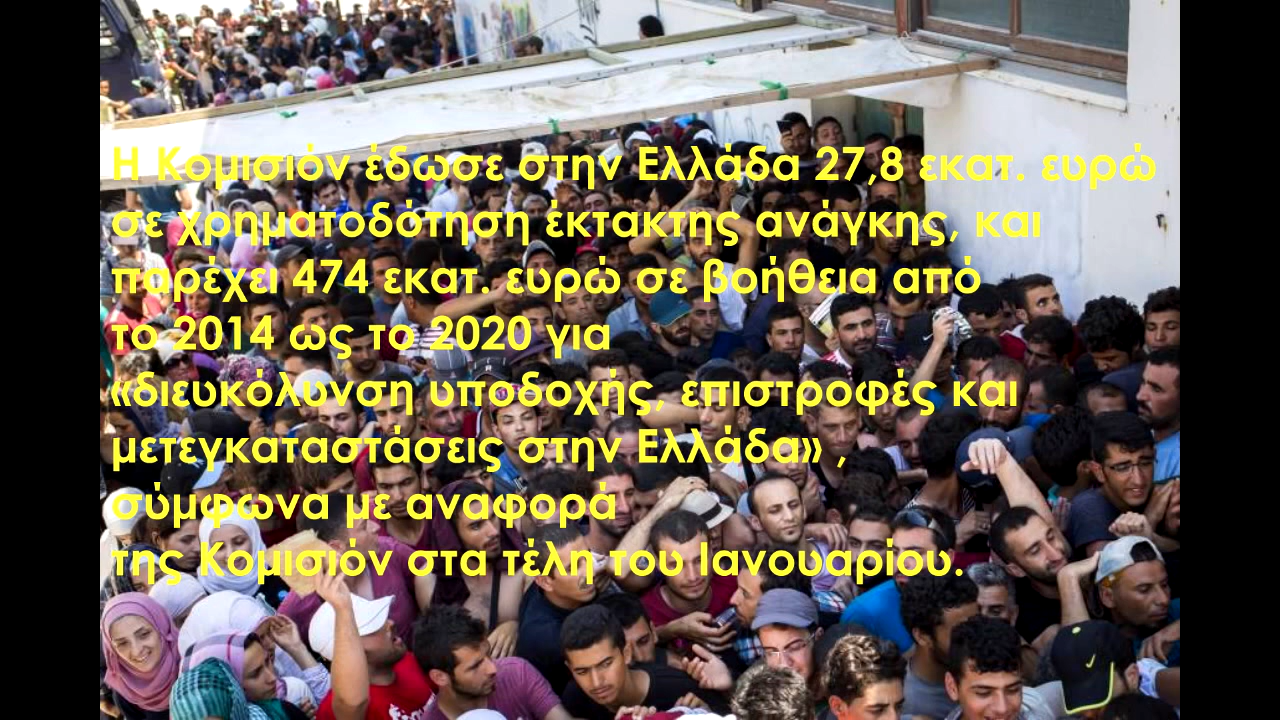 Η Κομισιόν έδωσε στην Ελλάδα 27,8 εκατ. ευρώ
σε χρηματοδότηση έκτακτης ανάγκης, και
παρέχει 474 εκατ. ευρώ σε βοήθεια από
το 2014 ως το 2020 για
«διευκόλυνση υποδοχής, επιστροφές και
μετεγκαταστάσεις στην Ελλάδα» ,
σύμφωνα με αναφορά
της Κομισιόν στα τέλη του Ιανουαρίου.